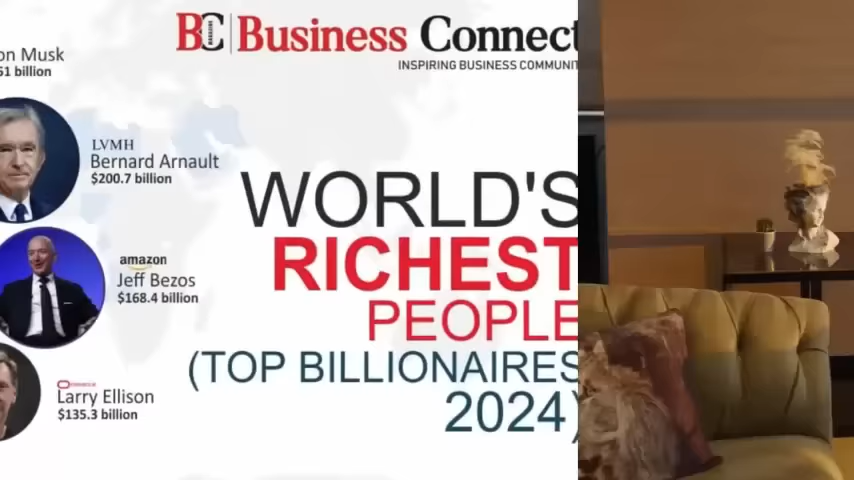 BC Business Connect
INSPIRING BUSINESS COMMUNIT
on Musk
51 billion
LVMH
Bernard Arnault
$200.7 billion
amazon
Jeff Bezos
$168.4 billion
Larry Ellison
$135.3 billion
WORLD'S
RICHEST
PEOPLE
(TOP BILLIONAIRES
2024)